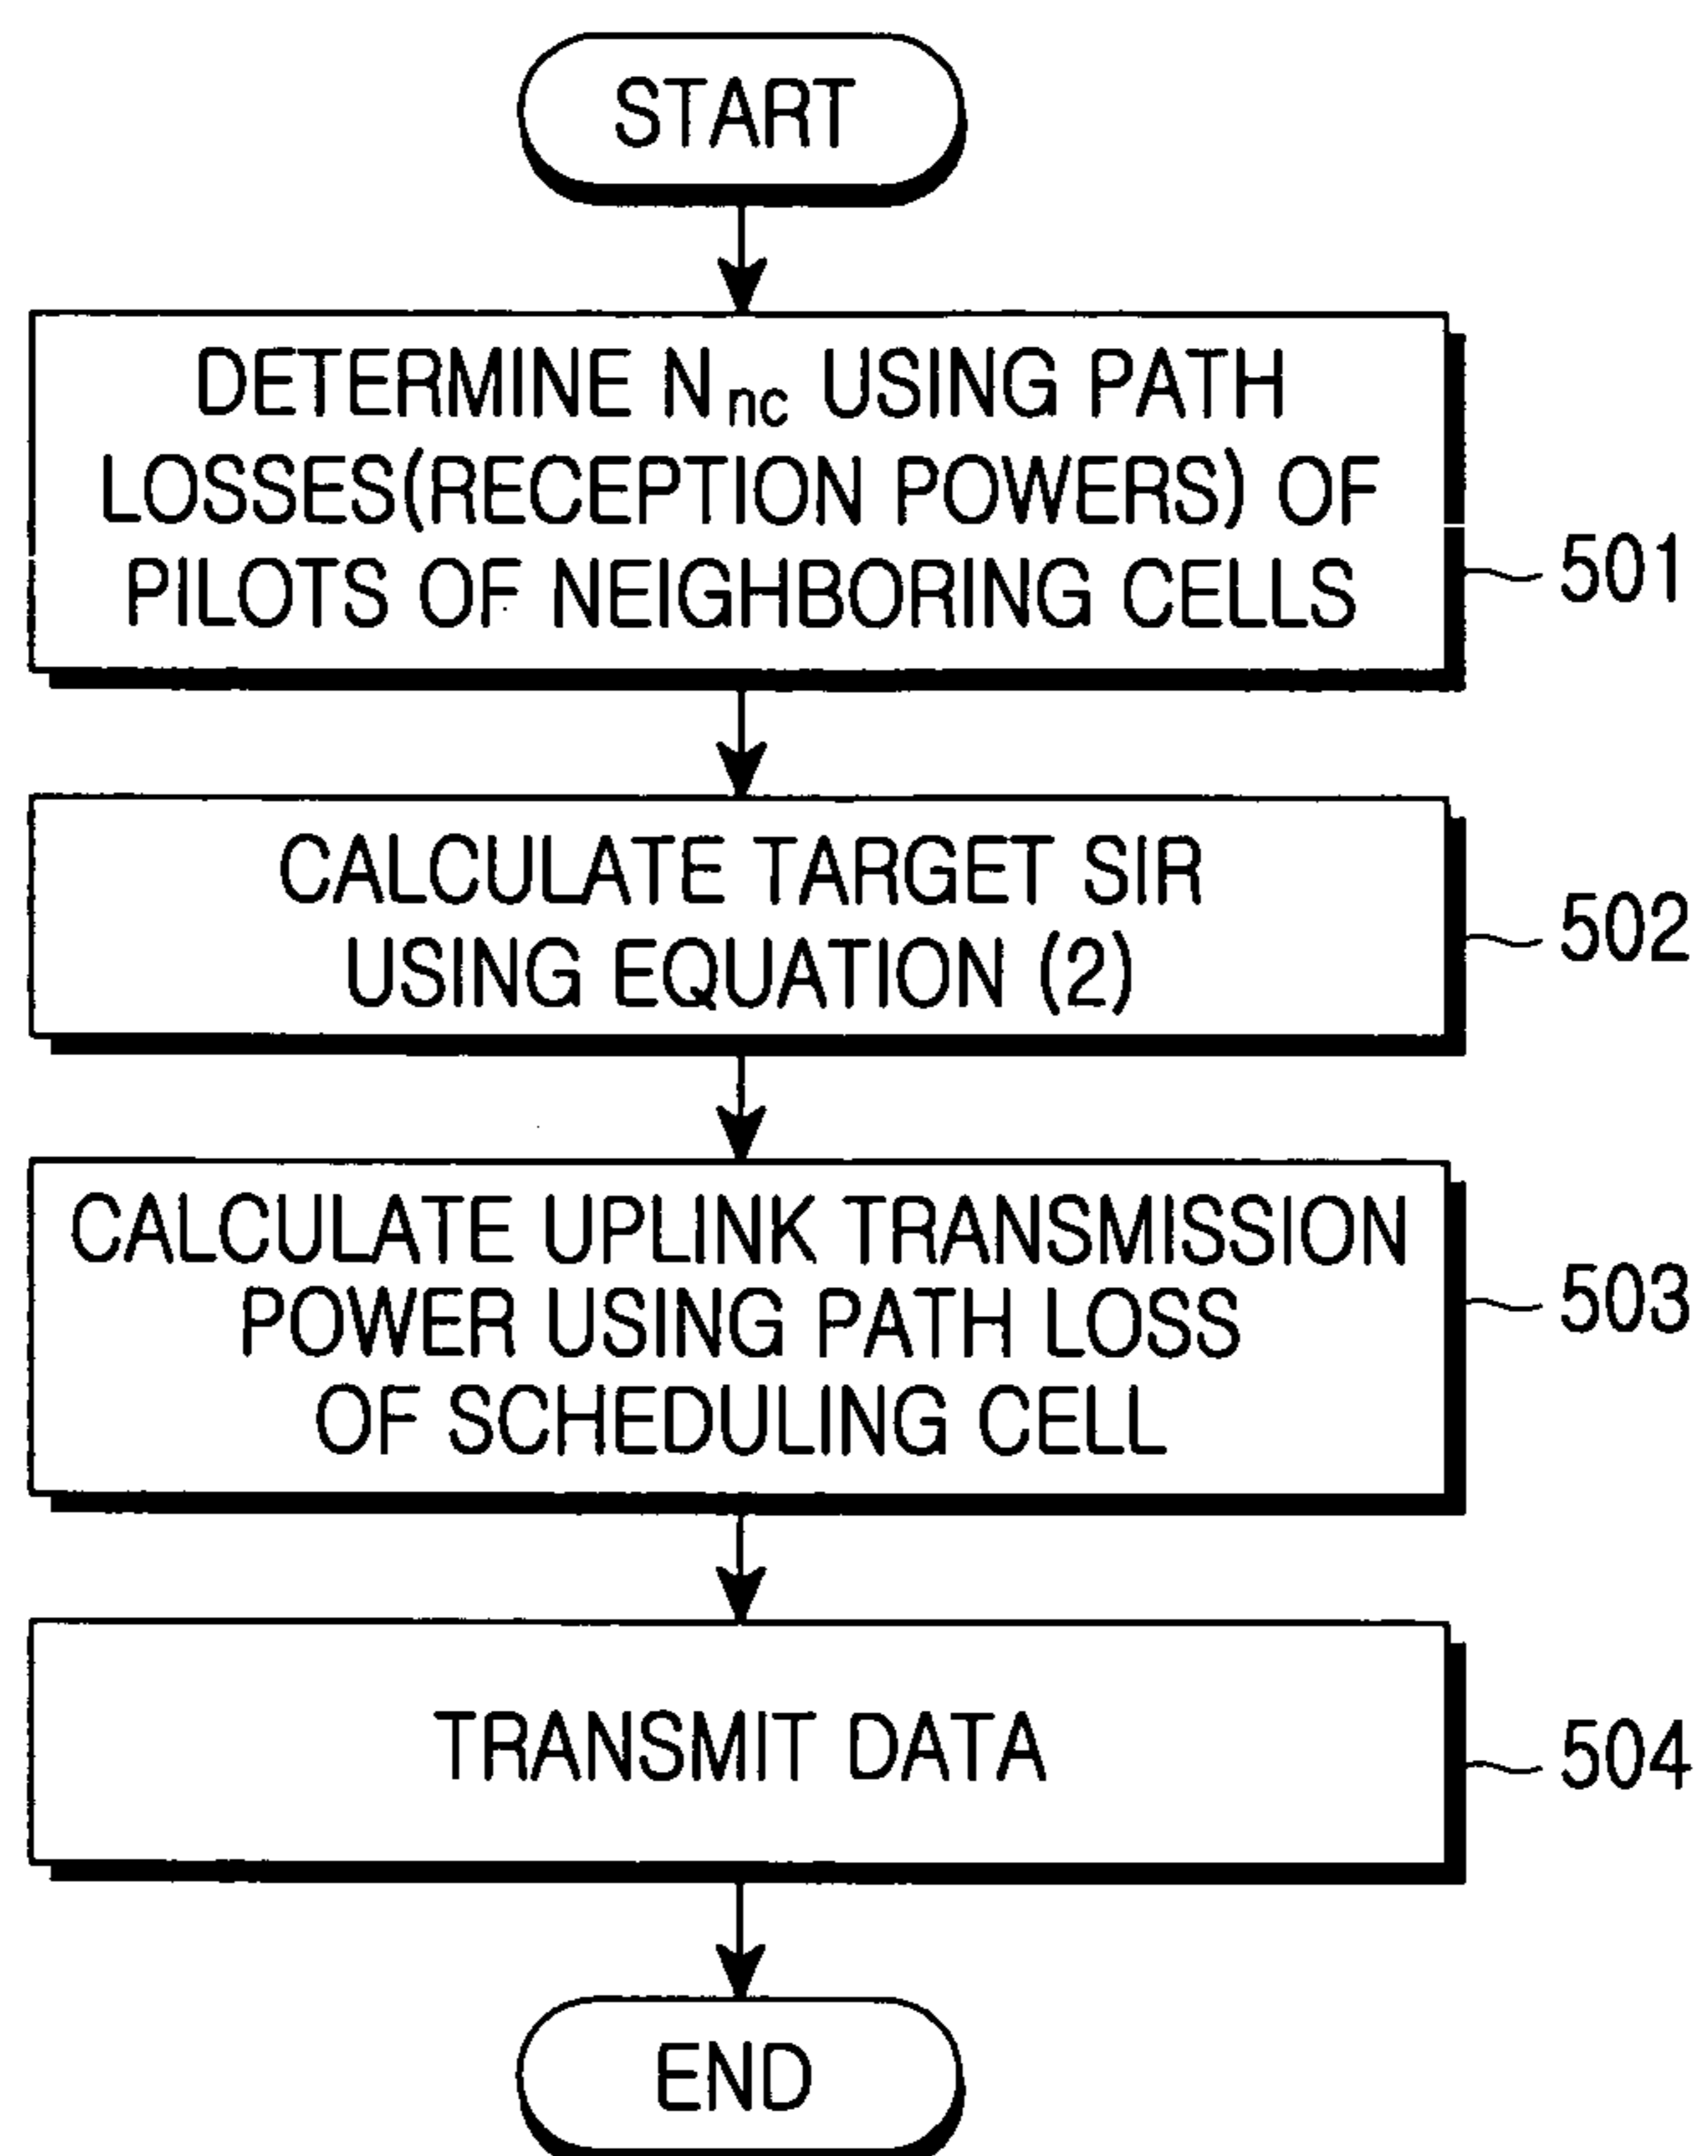 START
DETERMINE Nnc USING PATH
LOSSES(RECEPTION POWERS) OF
PILOTS OF NEIGHBORING CELLS
501
CALCULATE TARGET SIR
USING EQUATION (2)
502
CALCULATE UPLINK TRANSMISSION
POWER USING PATH LOSS
OF SCHEDULING CELL
503
TRANSMIT DATA
504
END